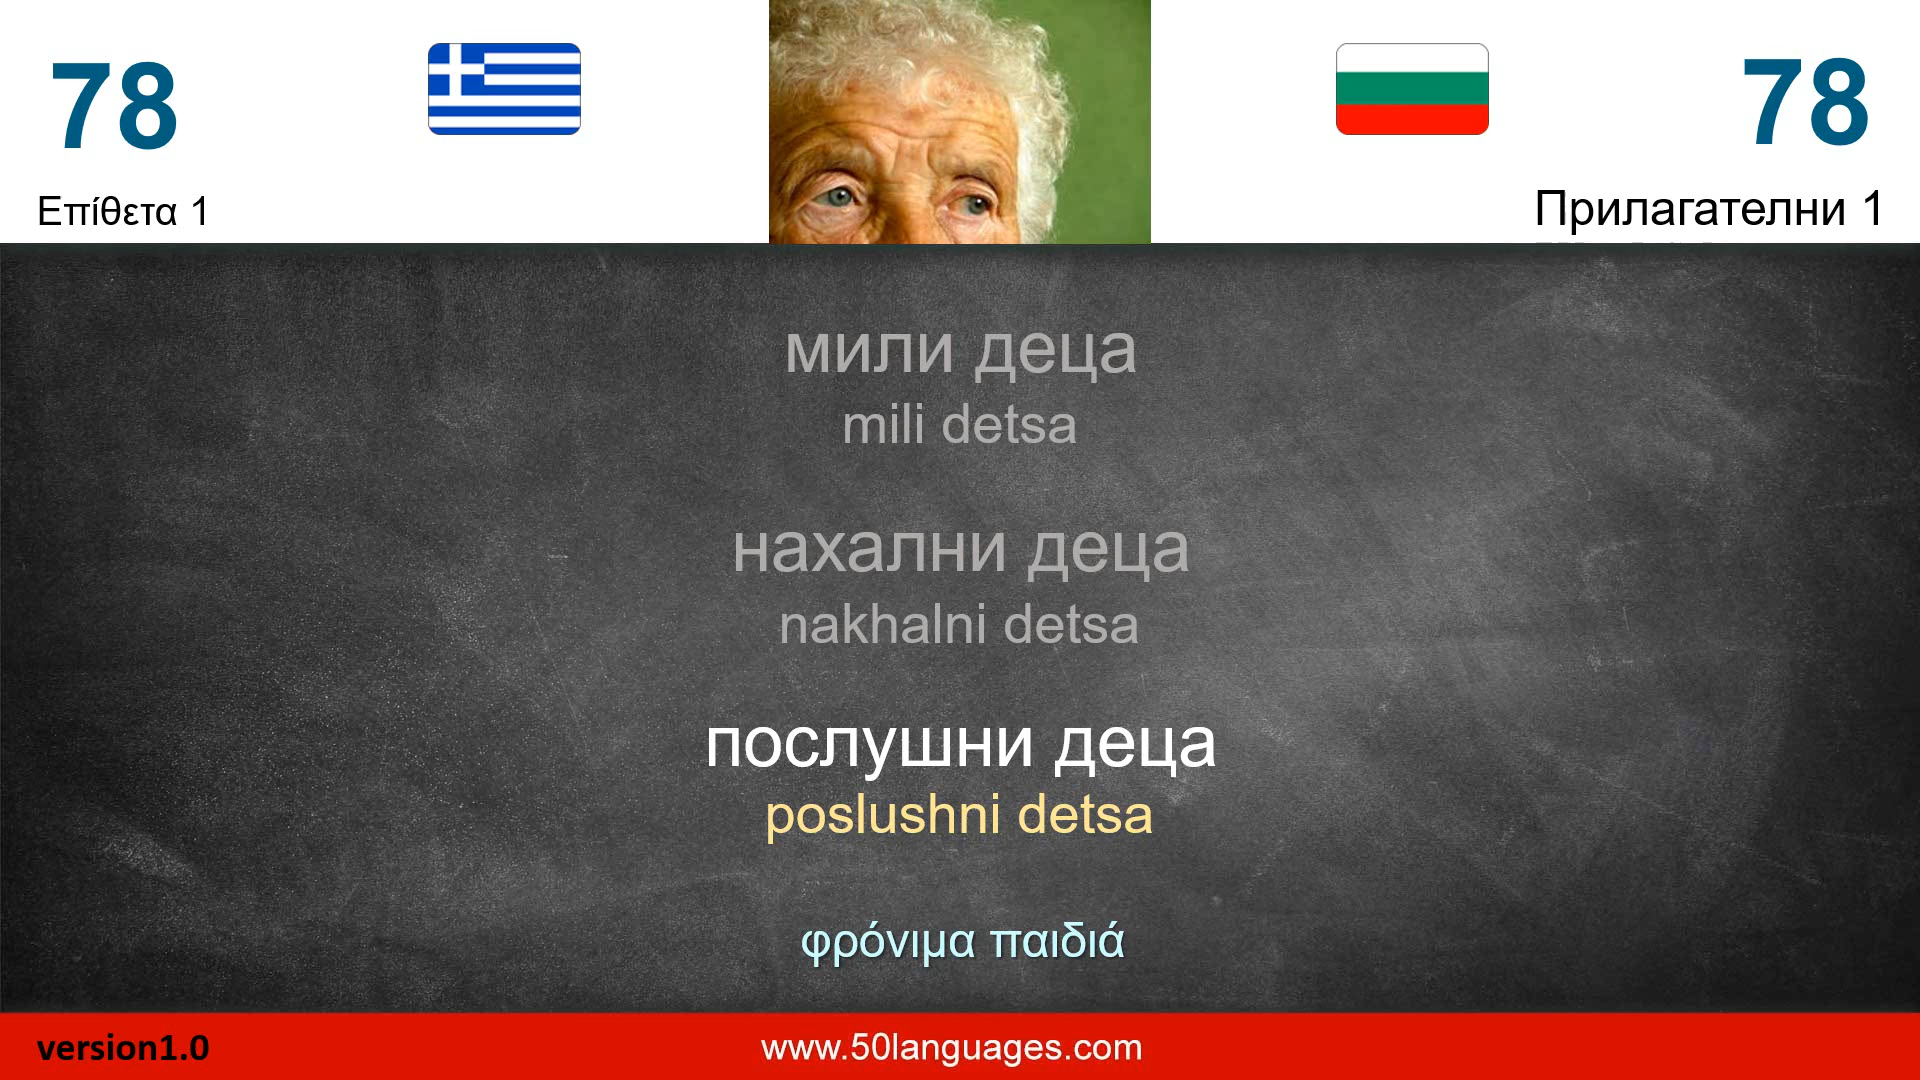 78
78
Επίθετα 1
Прилагателни 1
мили деца
mili detsa
нахални деца
nakhalni detsa
послушни деца
poslushni detsa
φρόνιμα παιδιά
version1.0
www.50languages.com